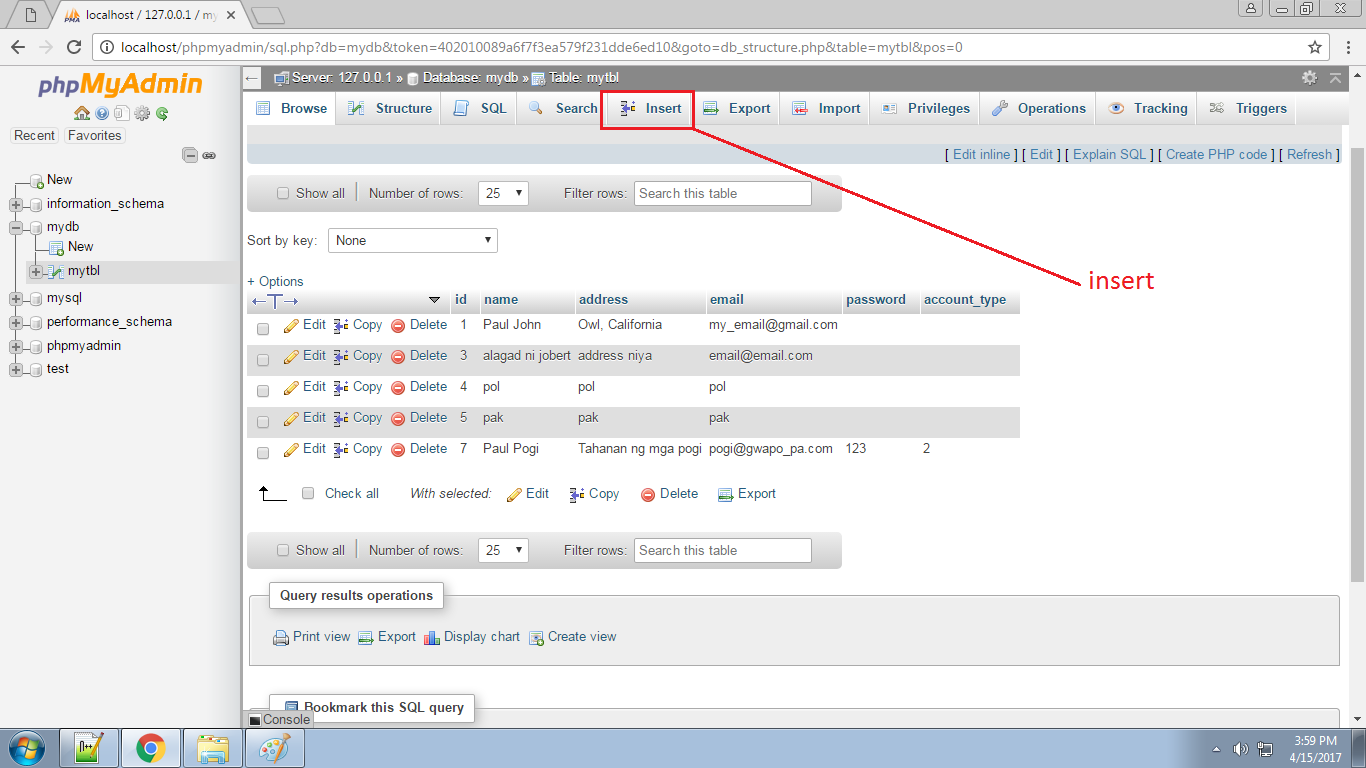 localhost / 127.0.0.1 / my
localhost/phpmyadmin/sql.php?db=mydb&token=402010089a6f7f3ea579f231dde6ed10&goto=db_structure.php&table=mytbl&pos=0
phpMyAdmin
Recent Favorites
New
information_schema
mydb
New
mytbl
mysql
performance_schema
phpmyadmin
test
Server: 127.0.0.1 » Database: mydb » Table: mytbl
Browse Structure SQL Search Insert Export Import Privileges Operations Tracking Triggers
[ Edit inline ] [ Edit ] [ Explain SQL ] [ Create PHP code ] [ Refresh ]
Show all Number of rows: 25 Filter rows: Search this table
Sort by key: None
insert
+ Options
←T→ id name address email password account_type
Edit Copy Delete 1 Paul John Owl, California my_email@gmail.com
Edit Copy Delete 3 alagad ni jobert address niya email@email.com
Edit Copy Delete 4 pol pol pol
Edit Copy Delete 5 pak pak pak
Edit Copy Delete 7 Paul Pogi Tahanan ng mga pogi pogi@gwapo_pa.com 123 2
Check all With selected: Edit Copy Delete Export
Show all Number of rows: 25 Filter rows: Search this table
Query results operations
Print view Export Display chart Create view
Bookmark this SQL query
Console
3:59 PM
4/15/2017